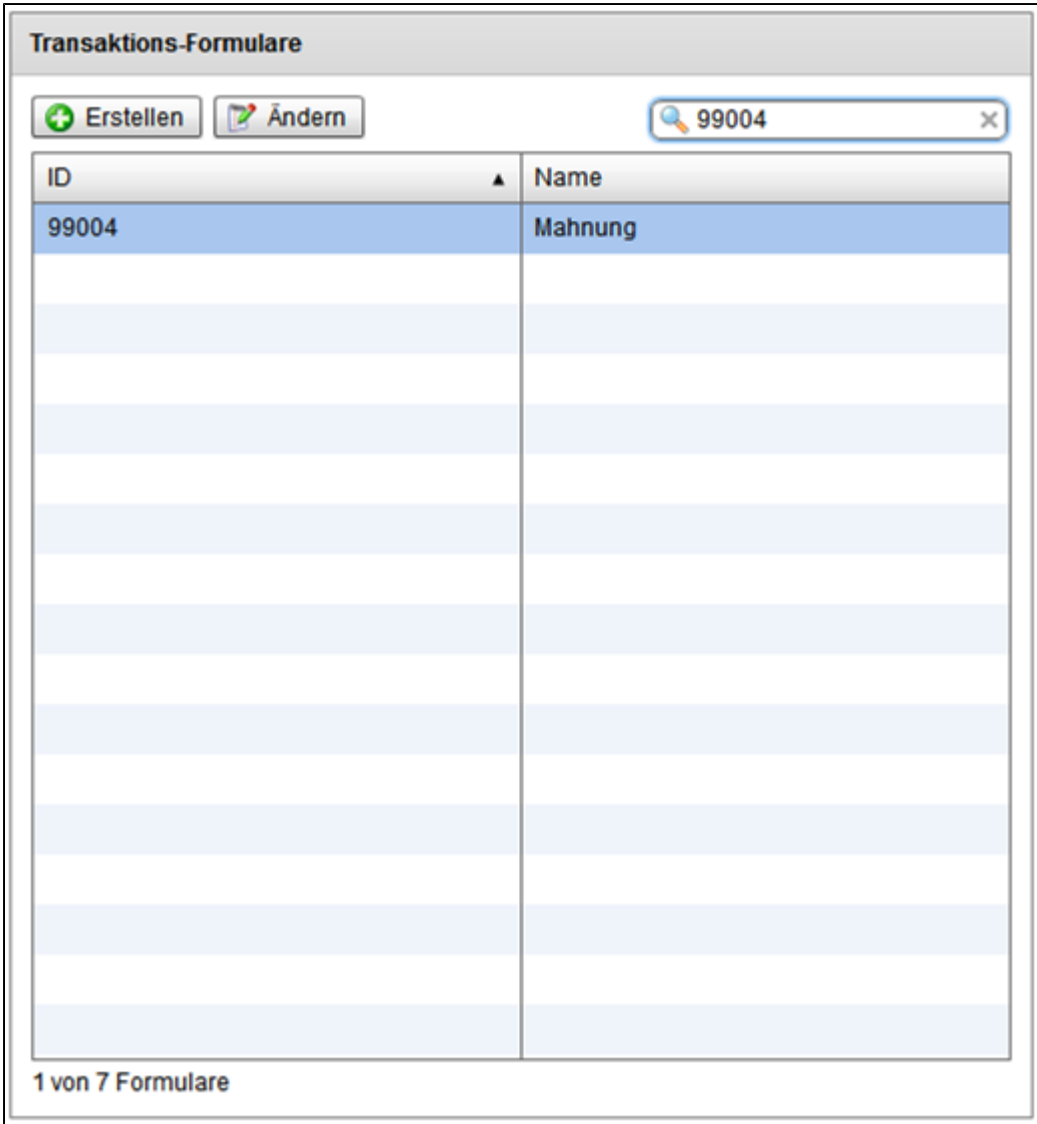 Transaktions-Formulare
Erstellen Ändern 99004
ID Name
99004 Mahnung
1 von 7 Formulare